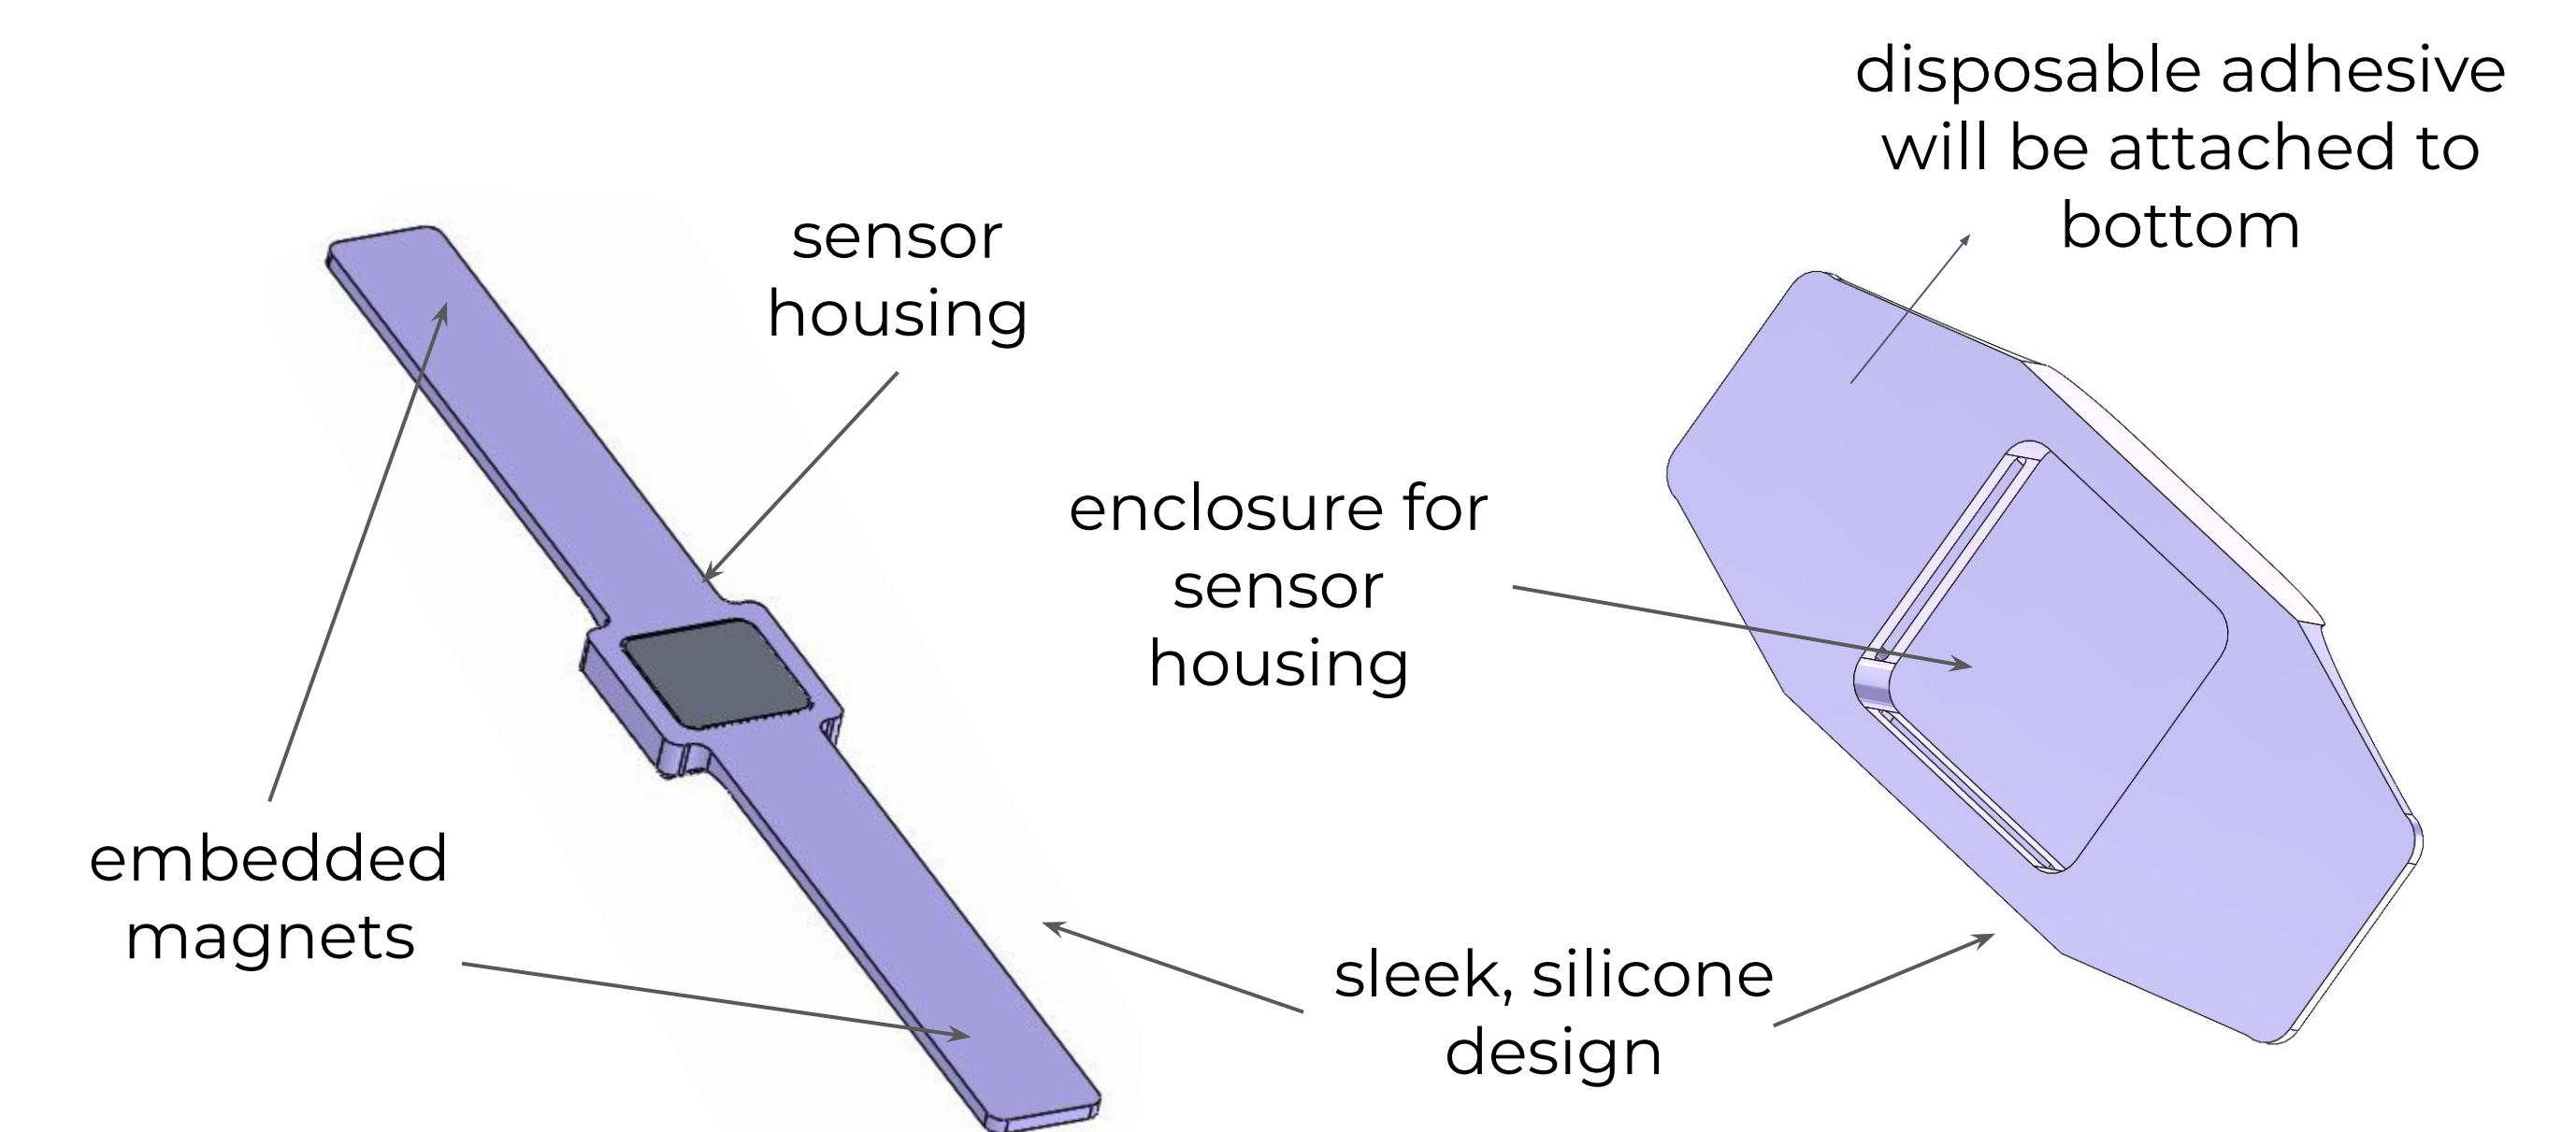 disposable adhesive
will be attached to
bottom
sensor
housing
enclosure for
sensor
housing
embedded
magnets
sleek, silicone
design